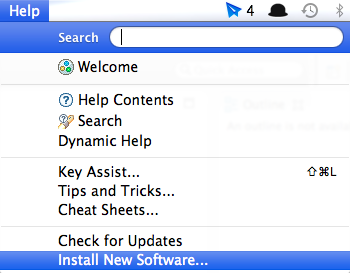 Help 4
Search
Welcome
Help Contents
Search
Dynamic Help
Key Assist... ⇧⌘L
Tips and Tricks...
Cheat Sheets...
Check for Updates
Install New Software...